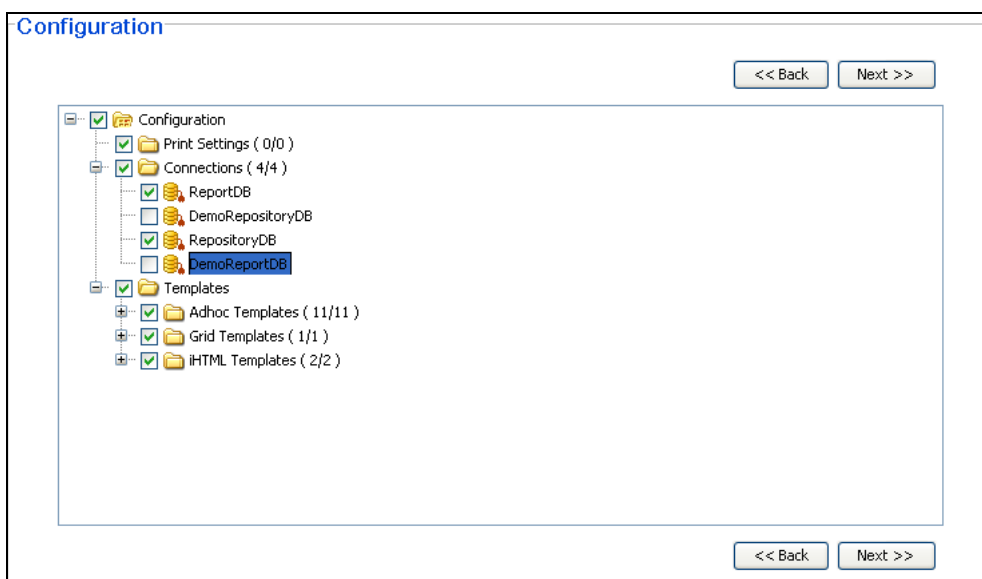 Configuration
<< Back Next >>
Configuration
Print Settings ( 0/0 )
Connections ( 4/4 )
ReportDB
DemoRepositoryDB
RepositoryDB
DemoReportDB
Templates
Adhoc Templates ( 11/11 )
Grid Templates ( 1/1 )
iHTML Templates ( 2/2 )
<< Back Next >>